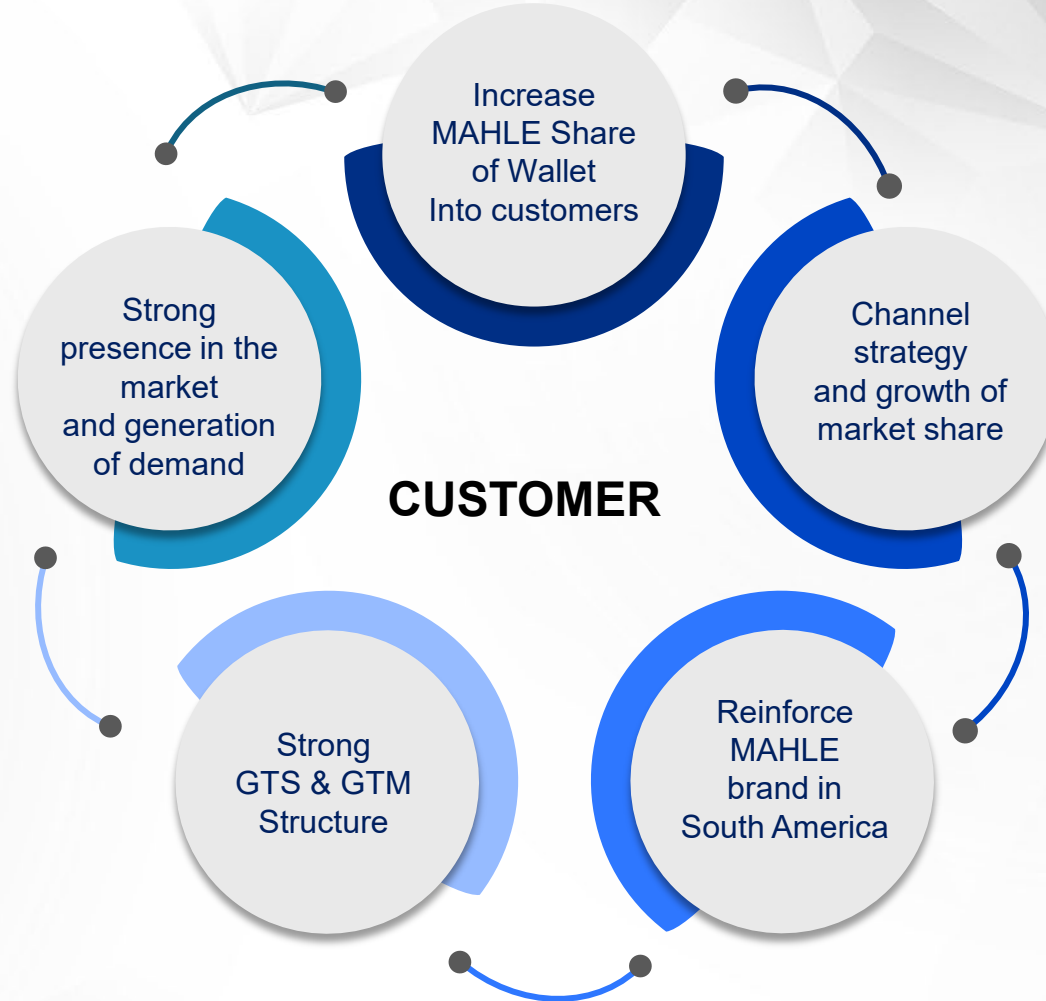 Increase
MAHLE Share
of Wallet
Into customers
Strong
presence in the
market
and generation
of demand
Channel
strategy
and growth of
market share
CUSTOMER
Strong
GTS & GTM
Structure
Reinforce
MAHLE
brand in
South America